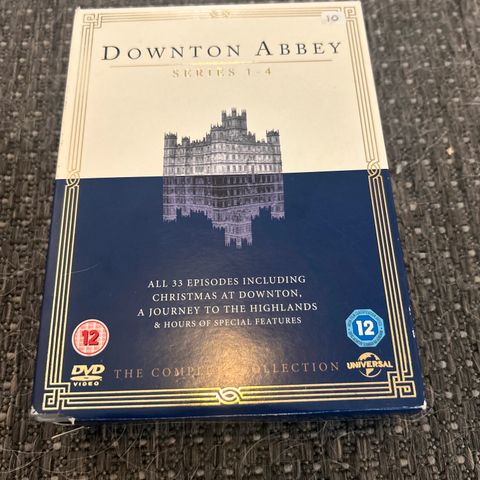 10
DOWNTON ABBEY
SERIES 1-4
ALL 33 EPISODES INCLUDING
CHRISTMAS AT DOWNTON,
A JOURNEY TO THE HIGHLANDS
& HOURS OF SPECIAL FEATURES
12
12
DVD
VIDEO
THE COMPLETE COLLECTION
UNIVERSAL